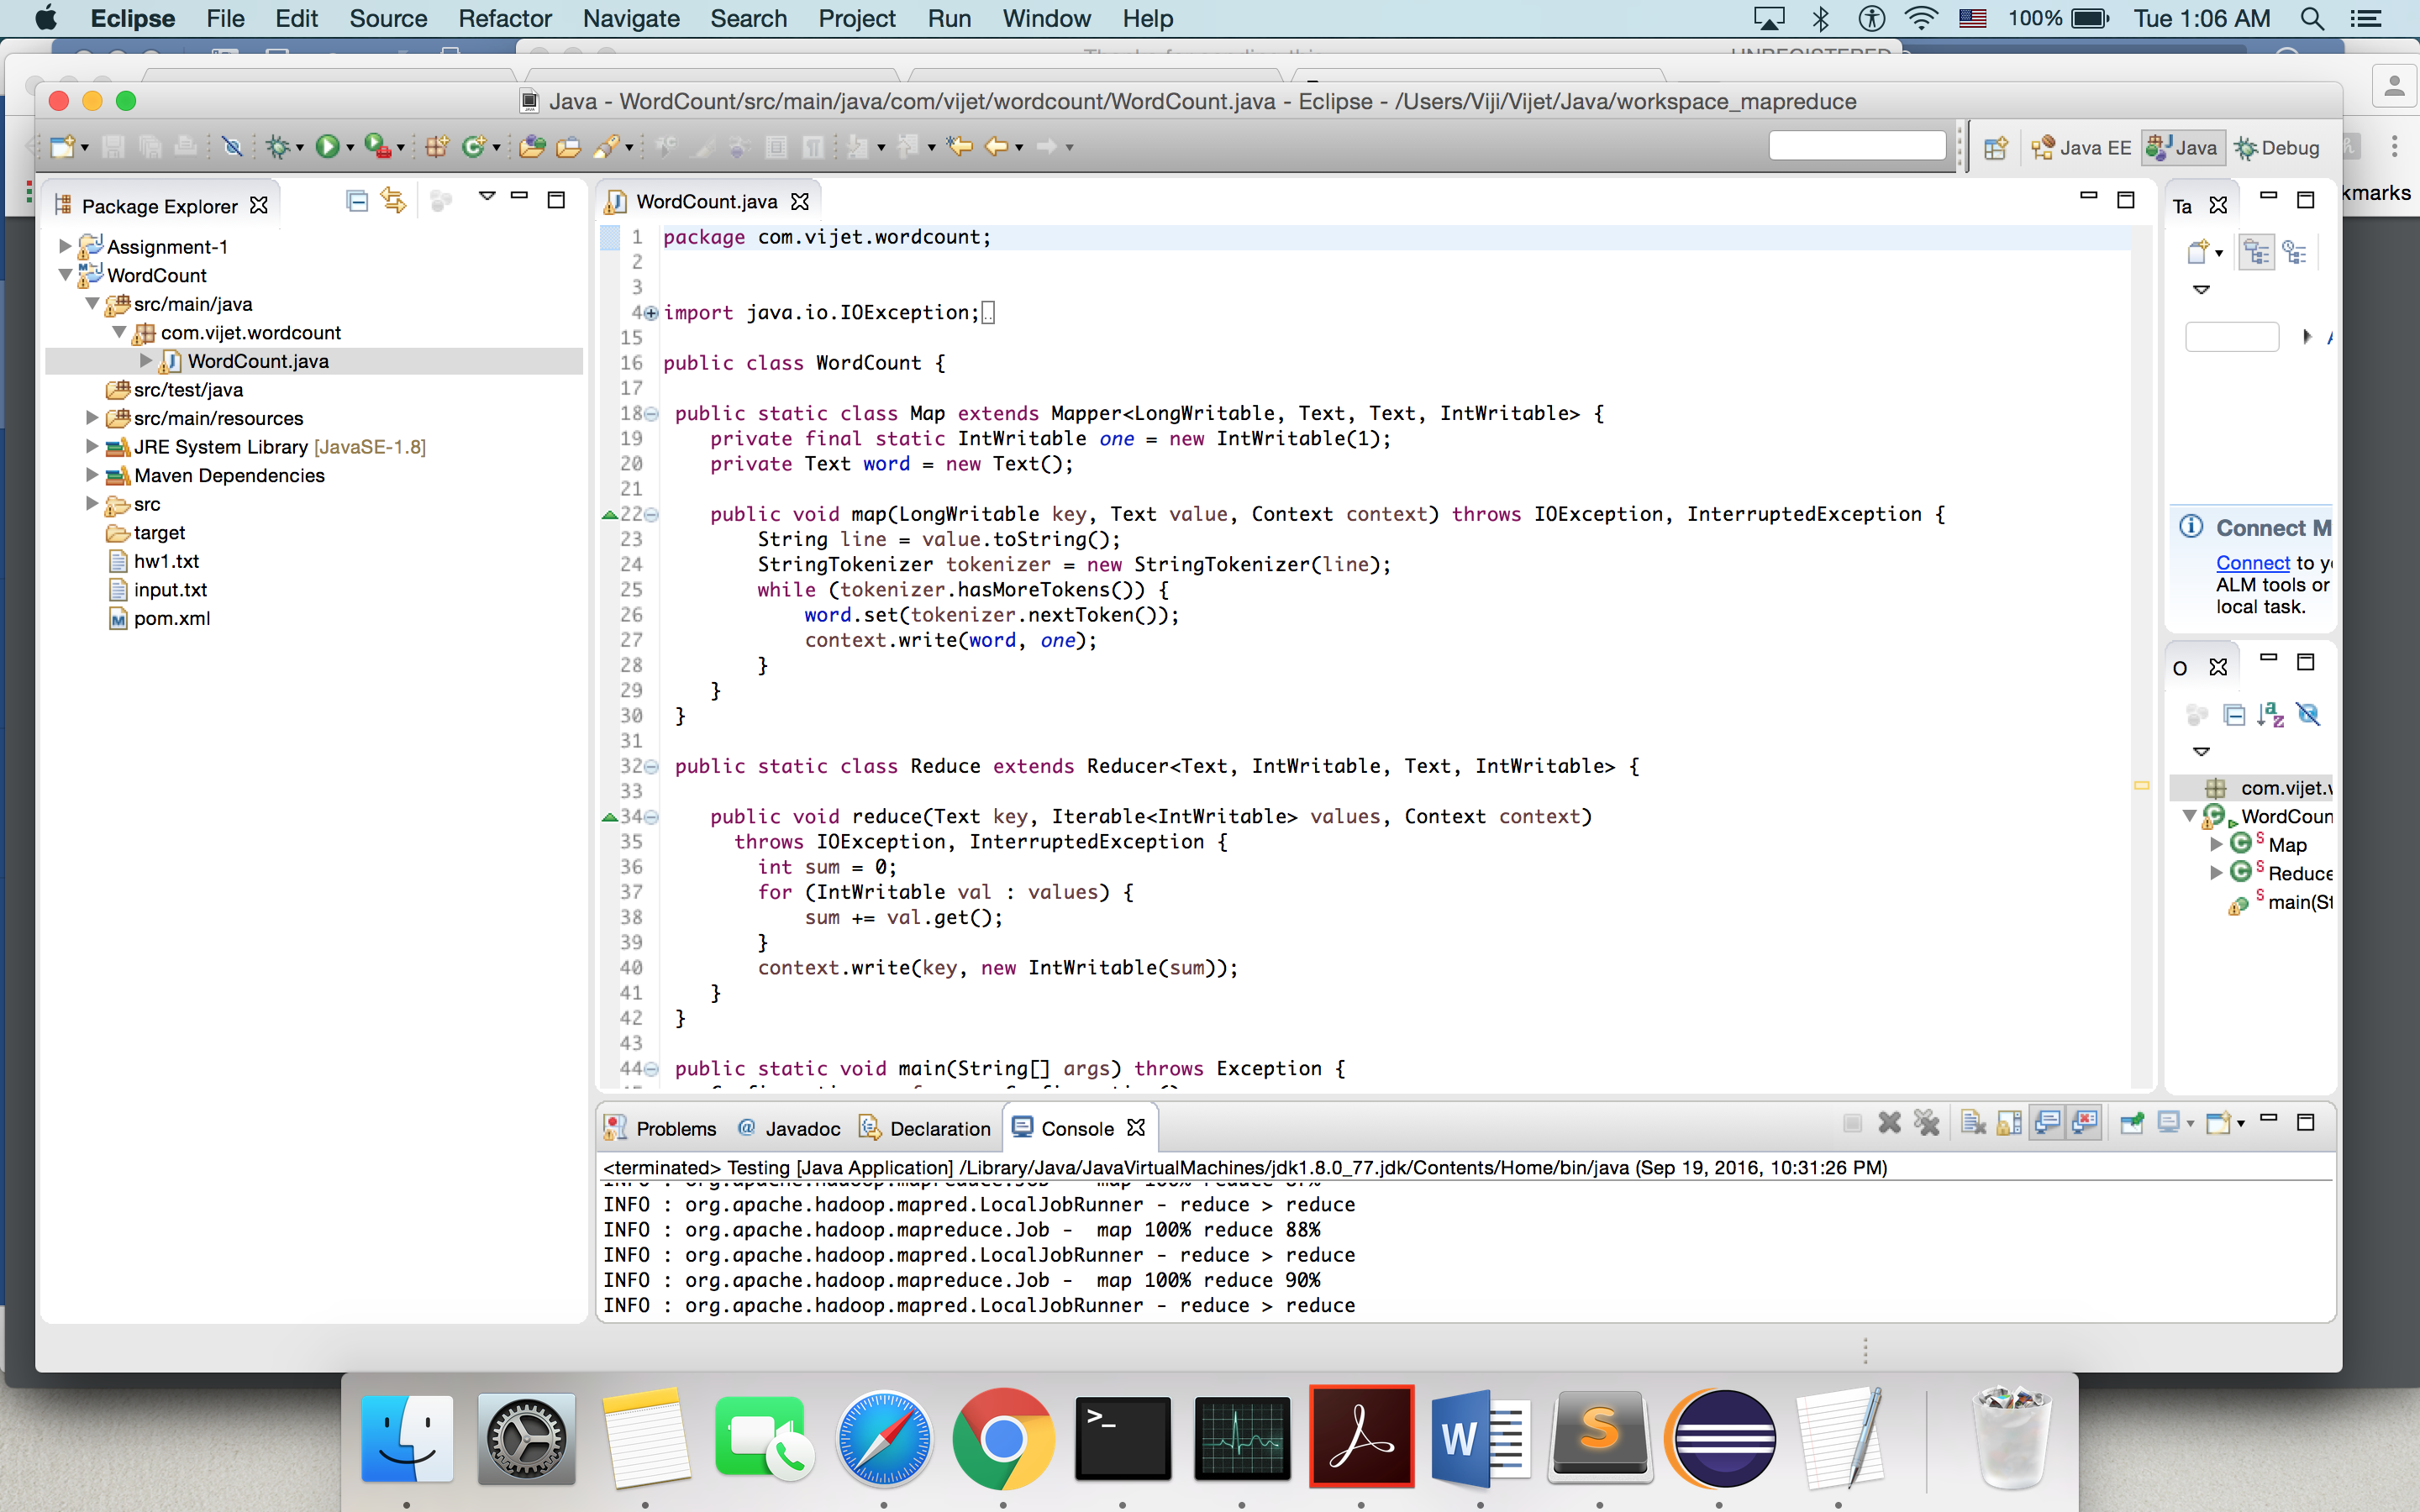 Eclipse File Edit Source Refactor Navigate Search Project Run Window Help 100% Tue 1:06 AM
Java - WordCount/src/main/java/com/vijet/wordcount/WordCount.java - Eclipse - /Users/Viji/Vijet/Java/workspace_mapreduce
Java EE Java Debug
kmarks
Package Explorer
Assignment-1
WordCount
src/main/java
com.vijet.wordcount
WordCount.java
src/test/java
src/main/resources
JRE System Library [JavaSE-1.8]
Maven Dependencies
src
target
hw1.txt
input.txt
pom.xml
WordCount.java
1 package com.vijet.wordcount;
2
3
4 import java.io.IOException;
15
16 public class WordCount {
17
18 public static class Map extends Mapper<LongWritable, Text, Text, IntWritable> {
19 private final static IntWritable one = new IntWritable(1);
20 private Text word = new Text();
21
22 public void map(LongWritable key, Text value, Context context) throws IOException, InterruptedException {
23 String line = value.toString();
24 StringTokenizer tokenizer = new StringTokenizer(line);
25 while (tokenizer.hasMoreTokens()) {
26 word.set(tokenizer.nextToken());
27 context.write(word, one);
28 }
29 }
30 }
31
32 public static class Reduce extends Reducer<Text, IntWritable, Text, IntWritable> {
33
34 public void reduce(Text key, Iterable<IntWritable> values, Context context)
35 throws IOException, InterruptedException {
36 int sum = 0;
37 for (IntWritable val : values) {
38 sum += val.get();
39 }
40 context.write(key, new IntWritable(sum));
41 }
42 }
43
44 public static void main(String[] args) throws Exception {
Ta
Connect M
Connect to y
ALM tools or
local task.
O
com.vijet.
WordCoun
Map
Reduce
main(St
Problems Javadoc Declaration Console
<terminated> Testing [Java Application] /Library/Java/JavaVirtualMachines/jdk1.8.0_77.jdk/Contents/Home/bin/java (Sep 19, 2016, 10:31:26 PM)
INFO : org.apache.hadoop.mapred.LocalJobRunner - reduce > reduce
INFO : org.apache.hadoop.mapreduce.Job -  map 100% reduce 88%
INFO : org.apache.hadoop.mapred.LocalJobRunner - reduce > reduce
INFO : org.apache.hadoop.mapreduce.Job -  map 100% reduce 90%
INFO : org.apache.hadoop.mapred.LocalJobRunner - reduce > reduce